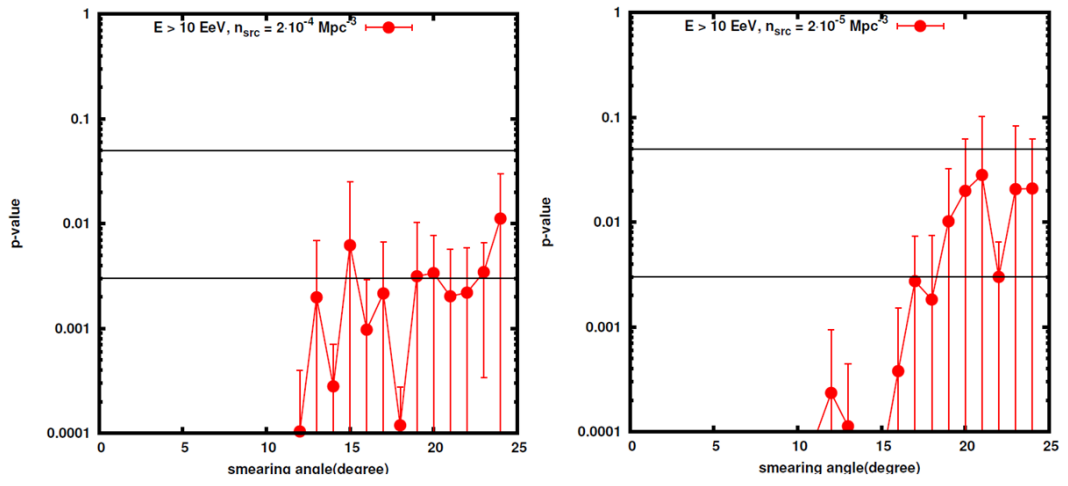 E > 10 EeV, n_src = 2·10^-4 Mpc^-3
1
0.1
0.01
0.001
0.0001
p-value
0 5 10 15 20 25
smearing angle(degree)
E > 10 EeV, n_src = 2·10^-5 Mpc^-3
1
0.1
0.01
0.001
0.0001
p-value
0 5 10 15 20 25
smearing angle(degree)